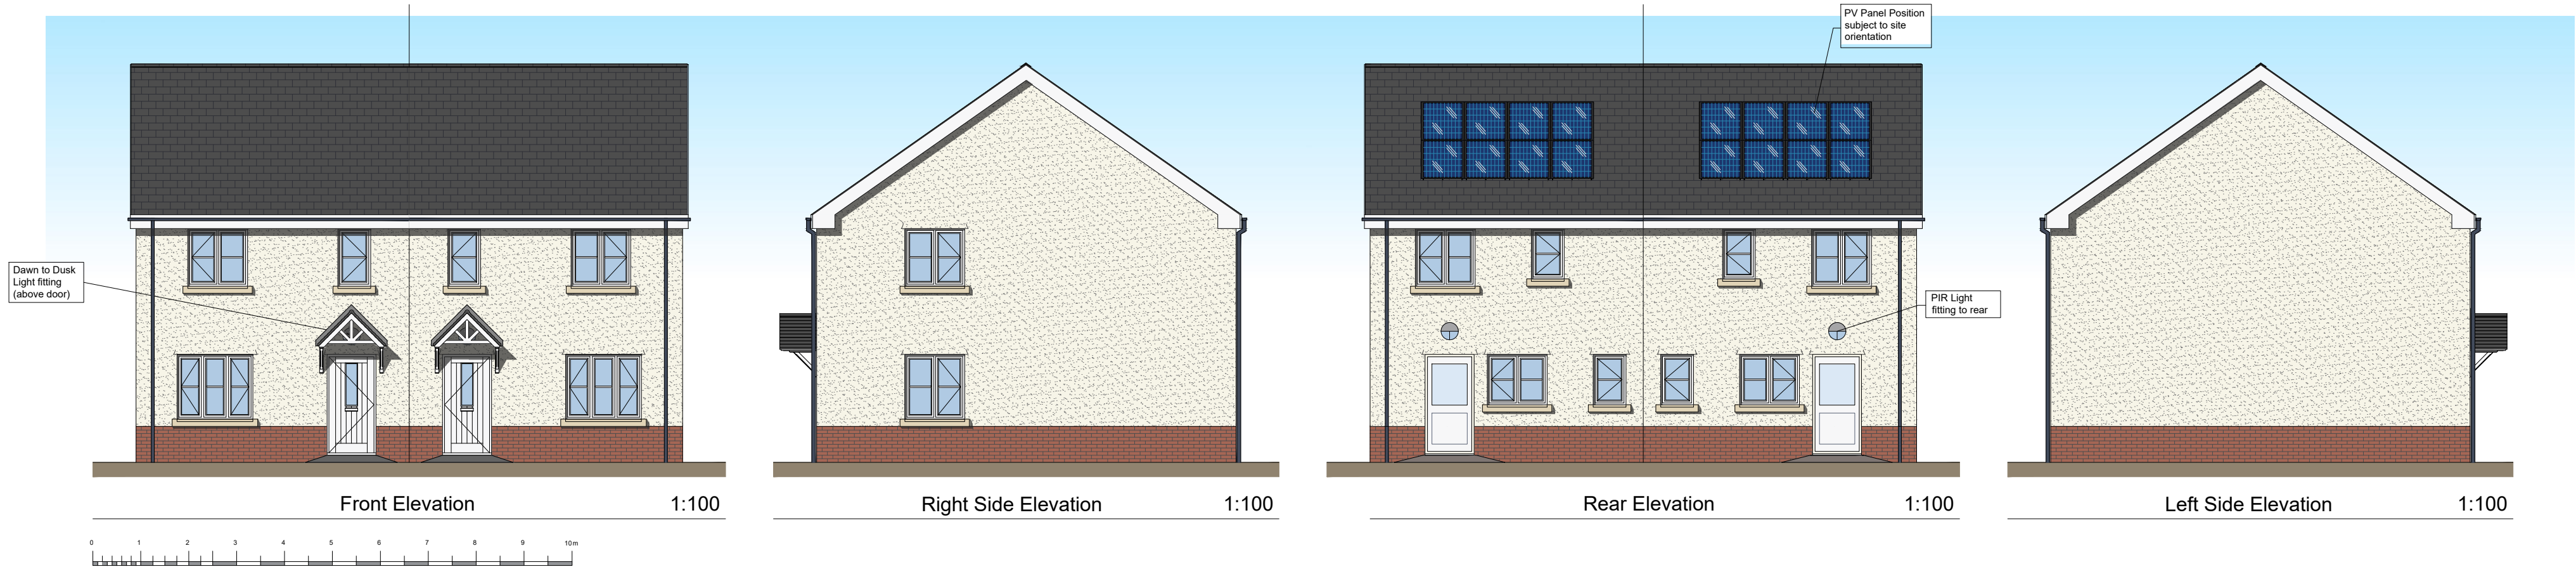 PV Panel Position
subject to site
orientation
Dawn to Dusk
Light fitting
(above door)
PIR Light
fitting to rear
Front Elevation 1:100
Right Side Elevation 1:100
Rear Elevation 1:100
Left Side Elevation 1:100
0 1 2 3 4 5 6 7 8 9 10m